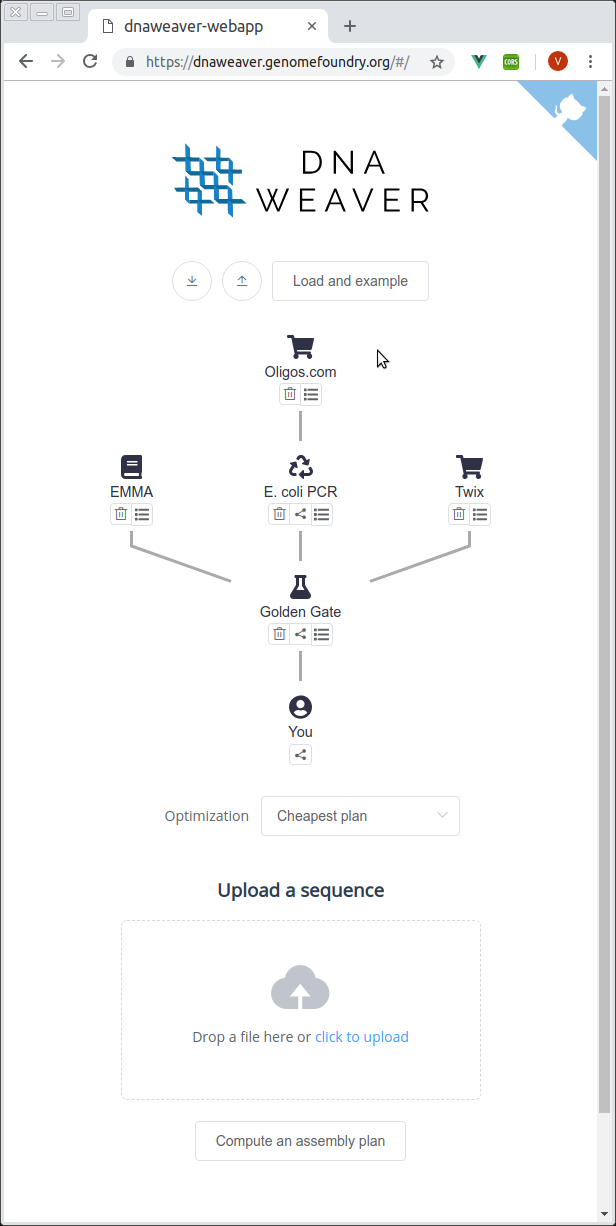 dnaweaver-webapp
https://dnaweaver.genomefoundry.org/#/
CORS
V
DNA
WEAVER
Load and example
Oligos.com
EMMA
E. coli PCR
Twix
Golden Gate
You
Optimization
Cheapest plan
Upload a sequence
Drop a file here or click to upload
Compute an assembly plan